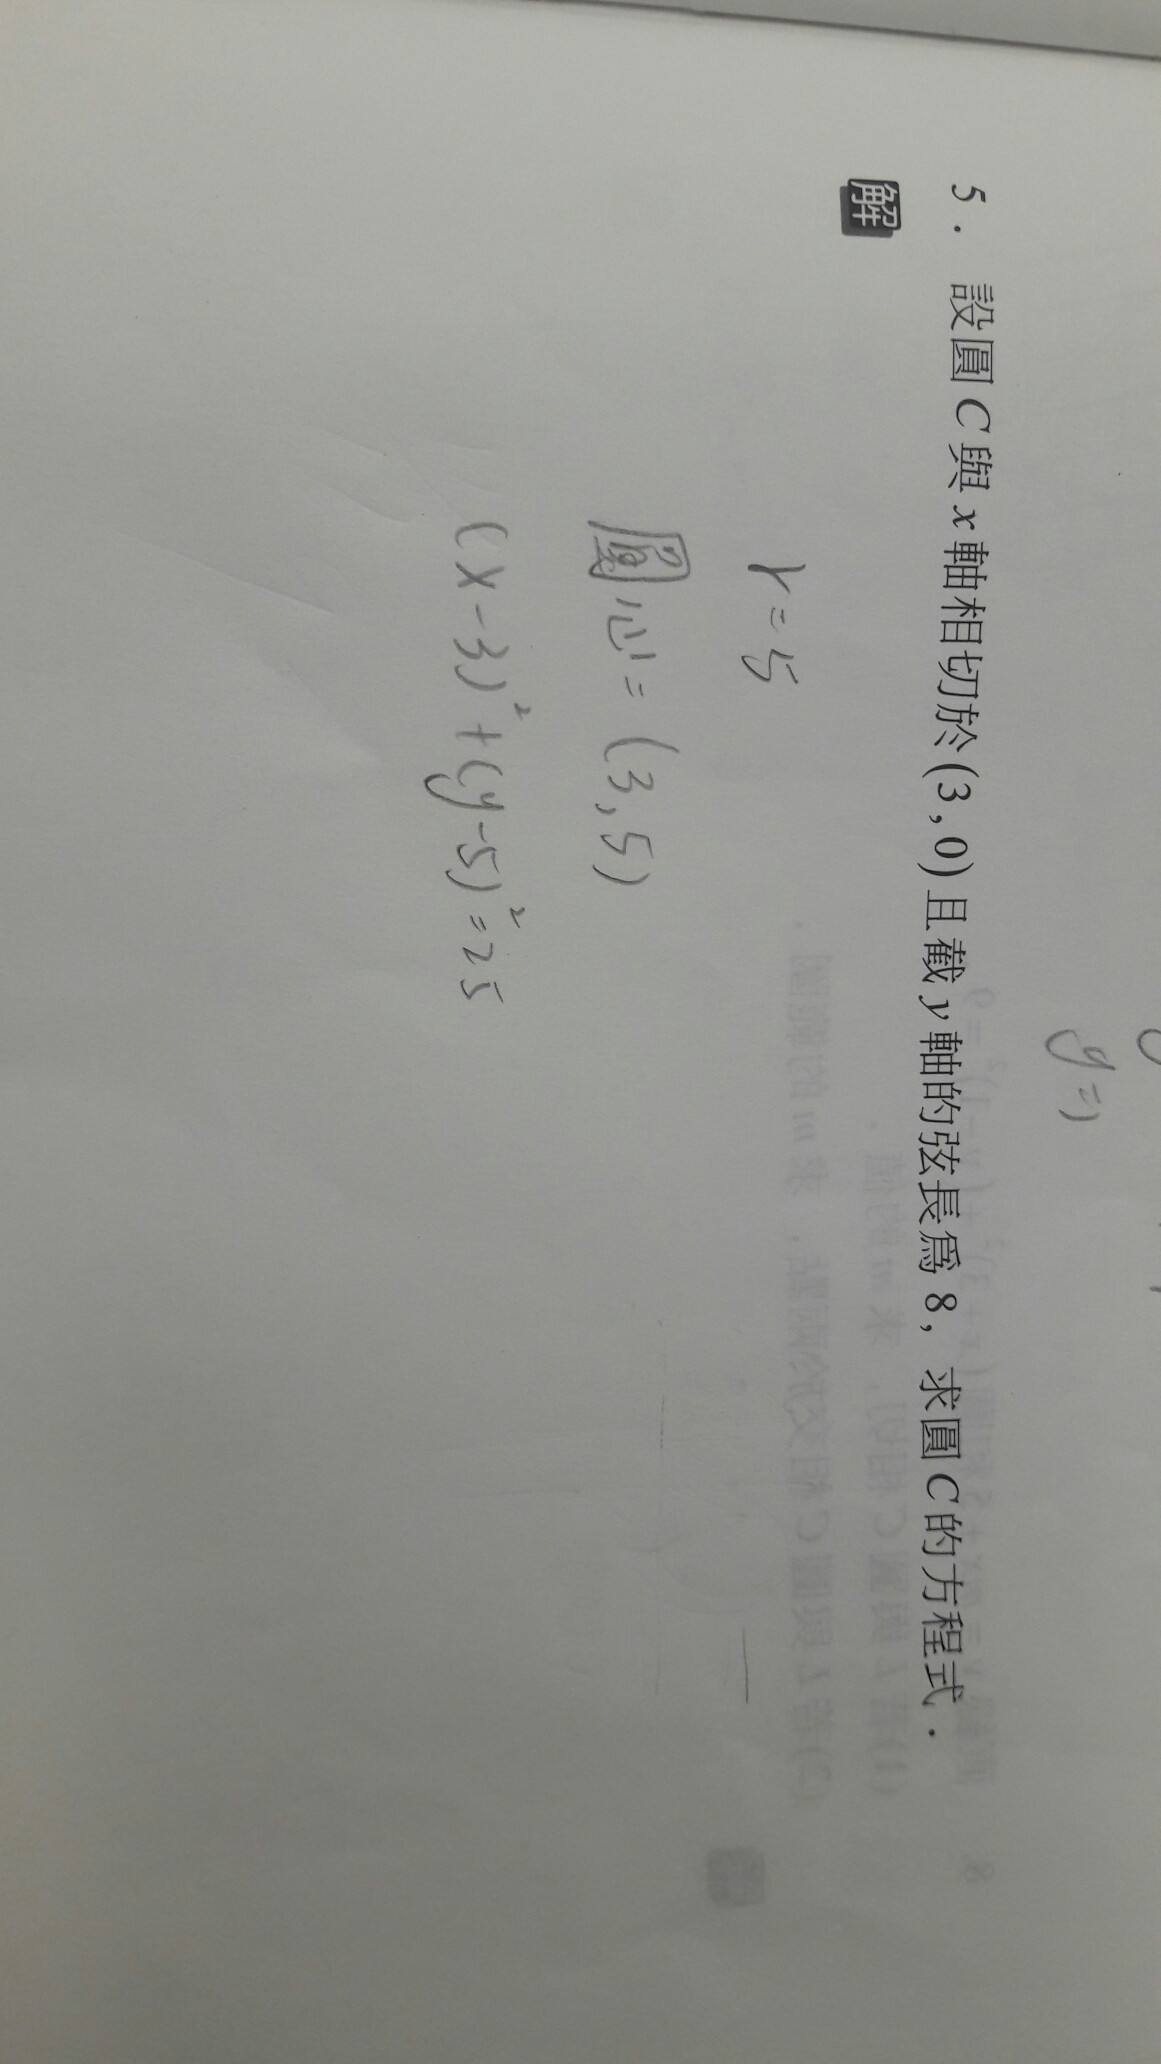 y=1
5. 設圓C與x軸相切於(3,0)且截y軸的弦長為8，求圓C的方程式．
解
r=5
圓心=(3,5)
(x-3)²+(y-5)²=25